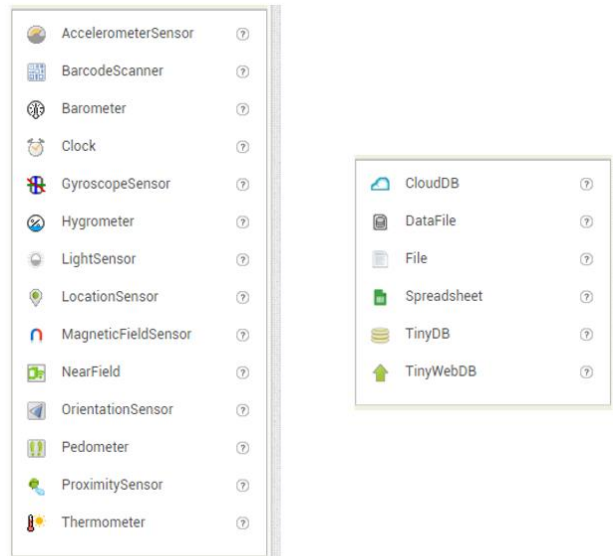 AccelerometerSensor
BarcodeScanner
Barometer
Clock
GyroscopeSensor
Hygrometer
LightSensor
LocationSensor
MagneticFieldSensor
NearField
OrientationSensor
Pedometer
ProximitySensor
Thermometer
CloudDB
DataFile
File
Spreadsheet
TinyDB
TinyWebDB